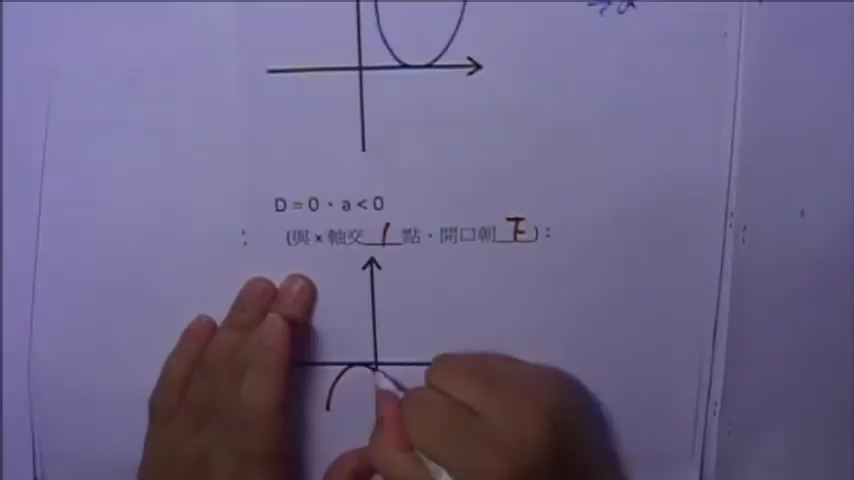 D = 0、a < 0
(與 x 軸交 1 點、開口朝 下)：